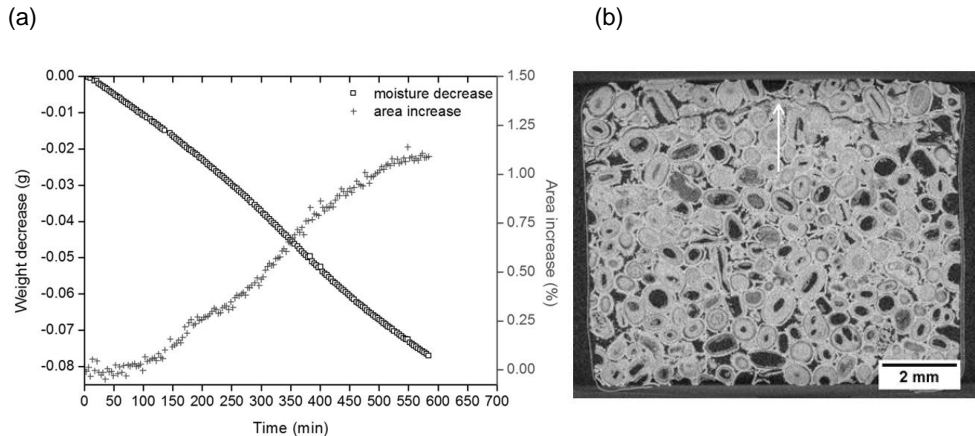 (a)
(b)
moisture decrease
area increase
Weight decrease (g)
0.00
-0.01
-0.02
-0.03
-0.04
-0.05
-0.06
-0.07
-0.08
1.50
1.25
1.00
0.75
0.50
0.25
0.00
Area increase (%)
0 50 100 150 200 250 300 350 400 450 500 550 600 650 700
Time (min)
2 mm